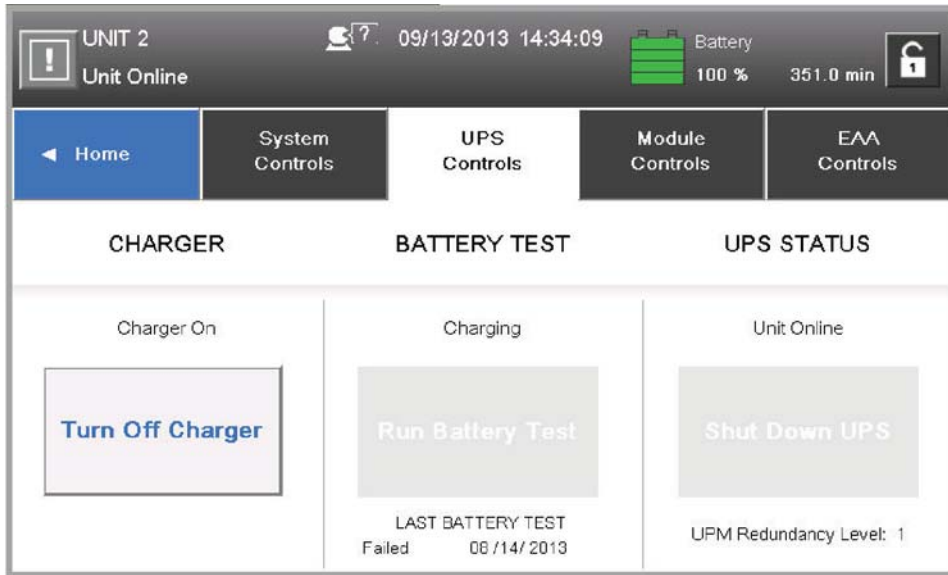 UNIT 2
Unit Online
09/13/2013 14:34:09
Battery
100 % 351.0 min
1
Home
System
Controls
UPS
Controls
Module
Controls
EAA
Controls
CHARGER
BATTERY TEST
UPS STATUS
Charger On
Turn Off Charger
Charging
Run Battery Test
LAST BATTERY TEST
Failed 08/14/2013
Unit Online
Shut Down UPS
UPM Redundancy Level: 1